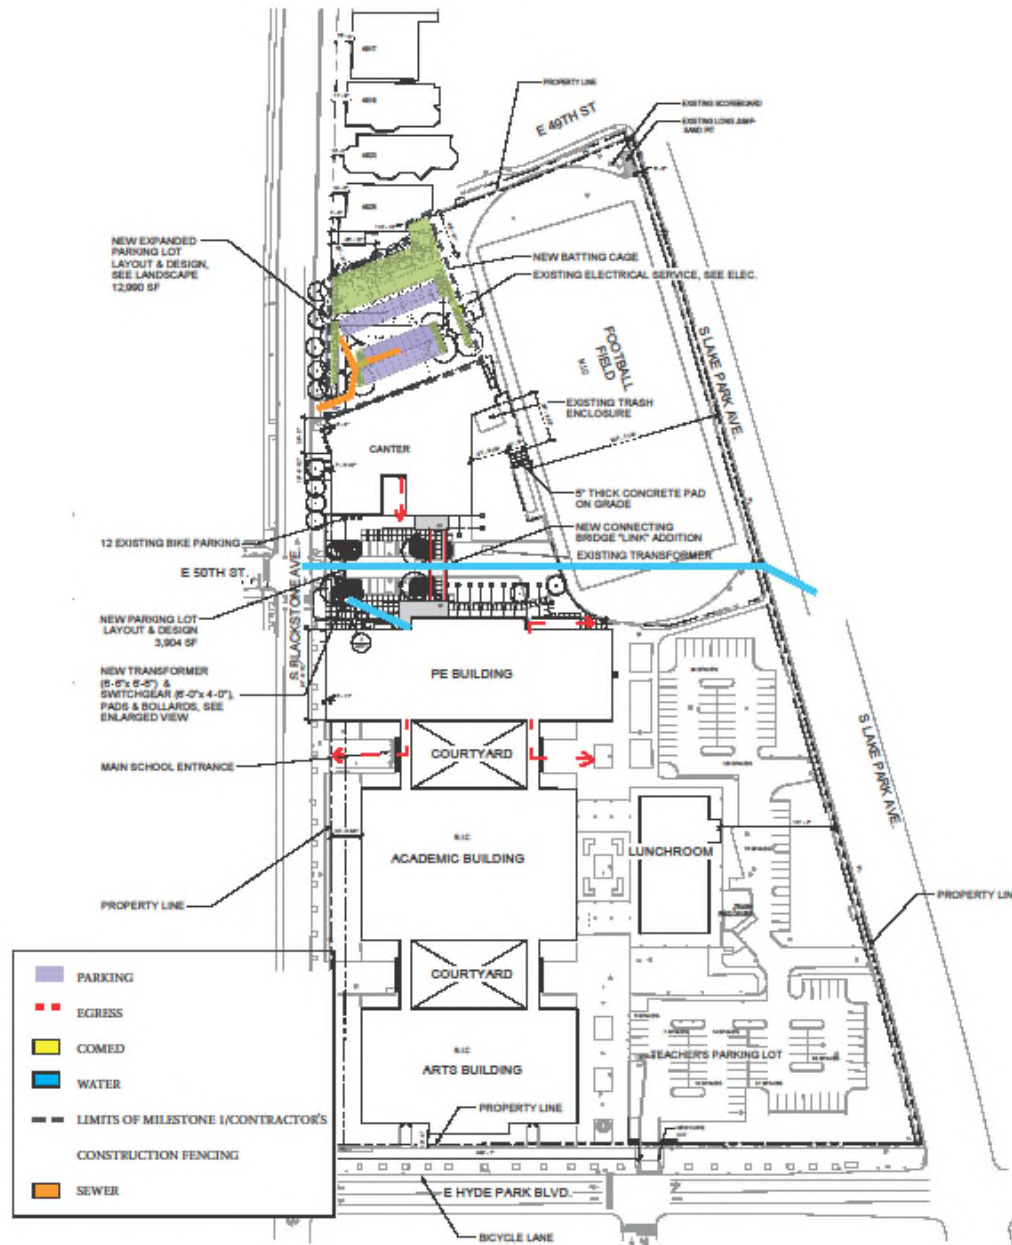 4917
4919
4923
PROPERTY LINE
E 49TH ST
EXISTING SCOREBOARD
EXISTING LONG JUMP-
SAND PIT
NEW EXPANDED
PARKING LOT
LAYOUT & DESIGN,
SEE LANDSCAPE
12,990 SF
NEW BATTING CAGE
EXISTING ELECTRICAL SERVICE, SEE ELEC.
FOOTBALL
FIELD
S LAKE PARK AVE.
EXISTING TRASH
ENCLOSURE
CANTER
5" THICK CONCRETE PAD
ON GRADE
12 EXISTING BIKE PARKING
NEW CONNECTING
BRIDGE "LINK" ADDITION
EXISTING TRANSFORMER
E 50TH ST.
S BLACKSTONE AVE.
NEW PARKING LOT
LAYOUT & DESIGN
3,904 SF
NEW TRANSFORMER
(6'-6"x 6'-8") &
SWITCHGEAR (6'-0"x 4'-0"),
PADS & BOLLARDS, SEE
ENLARGED VIEW
PE BUILDING
S LAKE PARK AVE.
MAIN SCHOOL ENTRANCE
COURTYARD
N.I.C
ACADEMIC BUILDING
LUNCHROOM
PROPERTY LINE
PROPERTY LIN
COURTYARD
N.I.C
ARTS BUILDING
TEACHER'S PARKING LOT
PROPERTY LINE
E HYDE PARK BLVD.
BICYCLE LANE
PARKING
EGRESS
COMED
WATER
LIMITS OF MILESTONE 1/CONTRACTOR'S
CONSTRUCTION FENCING
SEWER